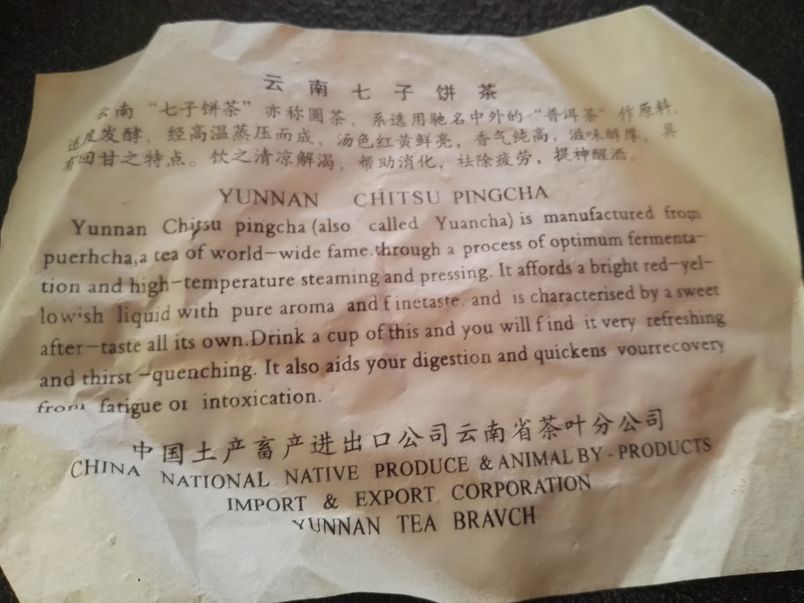 云南七子饼茶
云南“七子饼茶”亦称圆茶，系选用驰名中外的“普洱茶”作原料，
适度发酵，经高温蒸压而成，汤色红黄鲜亮，香气纯高，滋味醇厚，具
有回甘之特点。饮之清凉解渴，帮助消化，祛除疲劳，提神醒酒。
YUNNAN CHITSU PINGCHA
Yunnan Chitsu pingcha (also called Yuancha) is manufactured from
puerhcha,a tea of world-wide fame.through a process of optimum fermenta-
tion and high-temperature steaming and pressing. It affords a bright red-yel-
lowish liquid with pure aroma and f inetaste. and is characterised by a sweet
after-taste all its own.Drink a cup of this and you will f ind it very refreshing
and thirst -quenching. It also aids your digestion and quickens yourrecovery
from fatigue or intoxication.
中国土产畜产进出口公司云南省茶叶分公司
CHINA NATIONAL NATIVE PRODUCE & ANIMAL BY-PRODUCTS
IMPORT & EXPORT CORPORATION
YUNNAN TEA BRAVCH